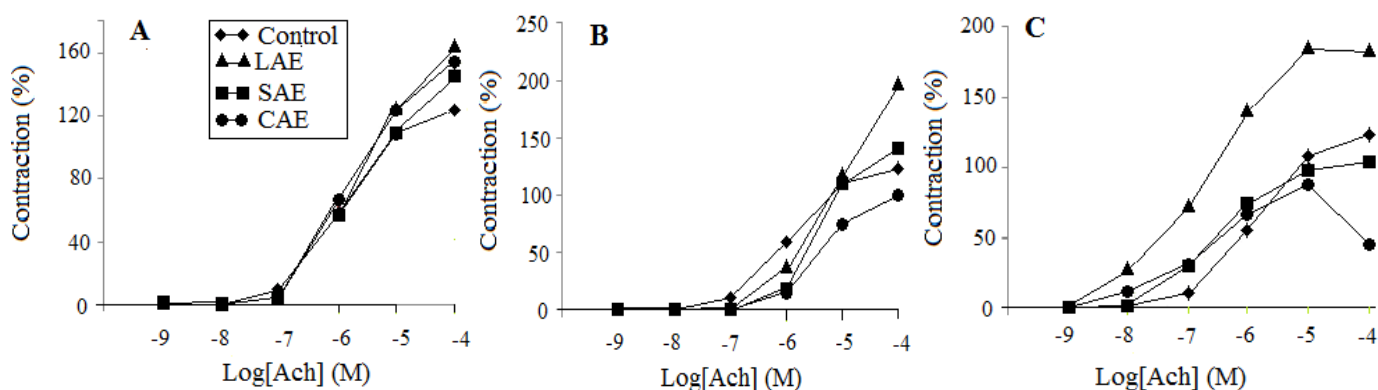 A
Control
LAE
SAE
CAE
Contraction (%)
160
120
80
40
0
-9 -8 -7 -6 -5 -4
Log[Ach] (M)
B
Contraction (%)
250
200
150
100
50
0
-9 -8 -7 -6 -5 -4
Log[Ach] (M)
C
Contraction (%)
200
150
100
50
0
-9 -8 -7 -6 -5 -4
Log[Ach] (M)